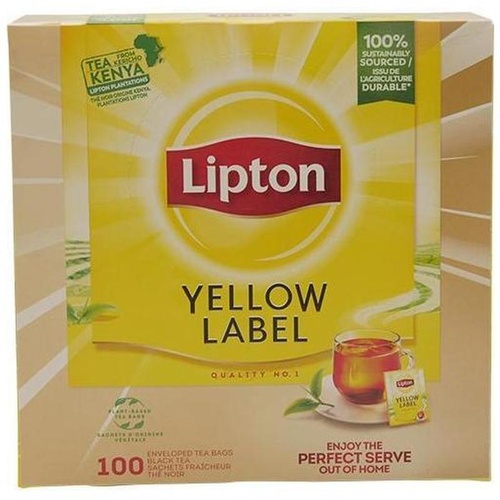 TEA
FROM
KERICHO
KENYA
LIPTON PLANTATIONS
THÉ NOIR ORIGINE KENYA,
PLANTATIONS LIPTON
100%
SUSTAINABLY
SOURCED /
ISSU DE
L'AGRICULTURE
DURABLE*
Lipton
YELLOW
LABEL
QUALITY NO.1
PLANT-BASED
TEA BAGS
SACHETS D'ORIGINE
VÉGÉTALE
Lipton
YELLOW
LABEL
100
ENVELOPED TEA BAGS
BLACK TEA
SACHETS FRAÎCHEUR
THÉ NOIR
ENJOY THE
PERFECT SERVE
OUT OF HOME